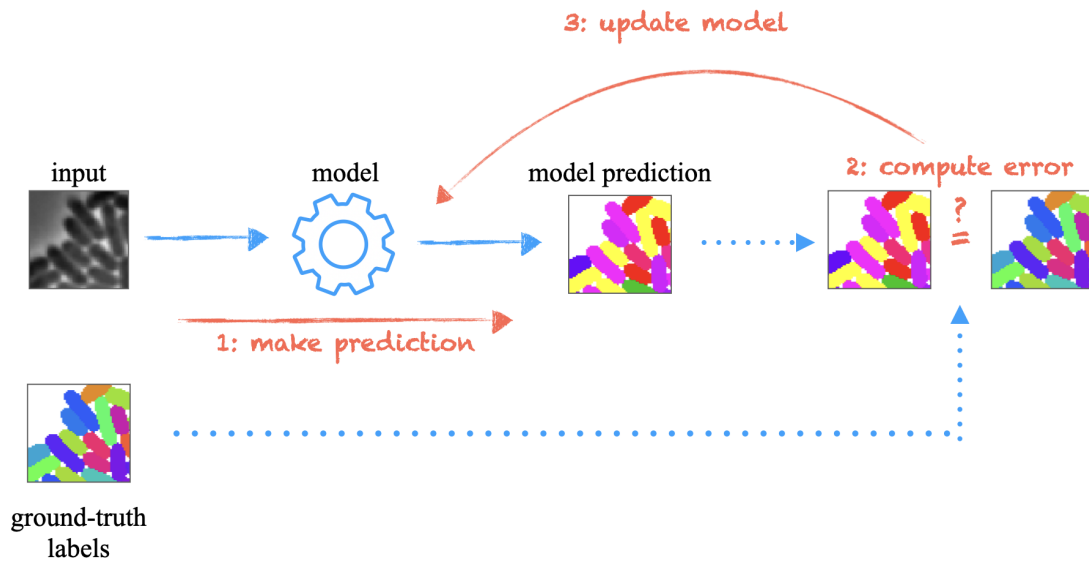 3: update model
input
model
model prediction
2: compute error
?
=
1: make prediction
ground-truth
labels